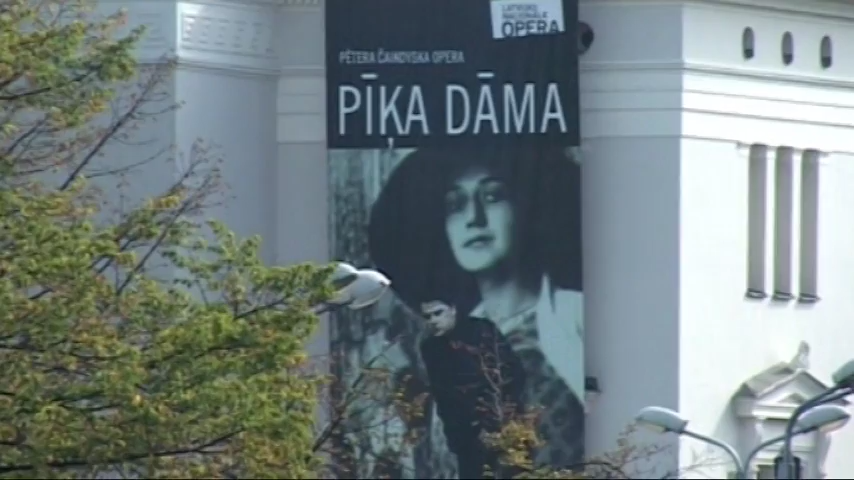 LATVIJAS
NACIONĀLĀ
OPERA
PĒTERA ČAIKOVSKA OPERA
PĪĶA DĀMA